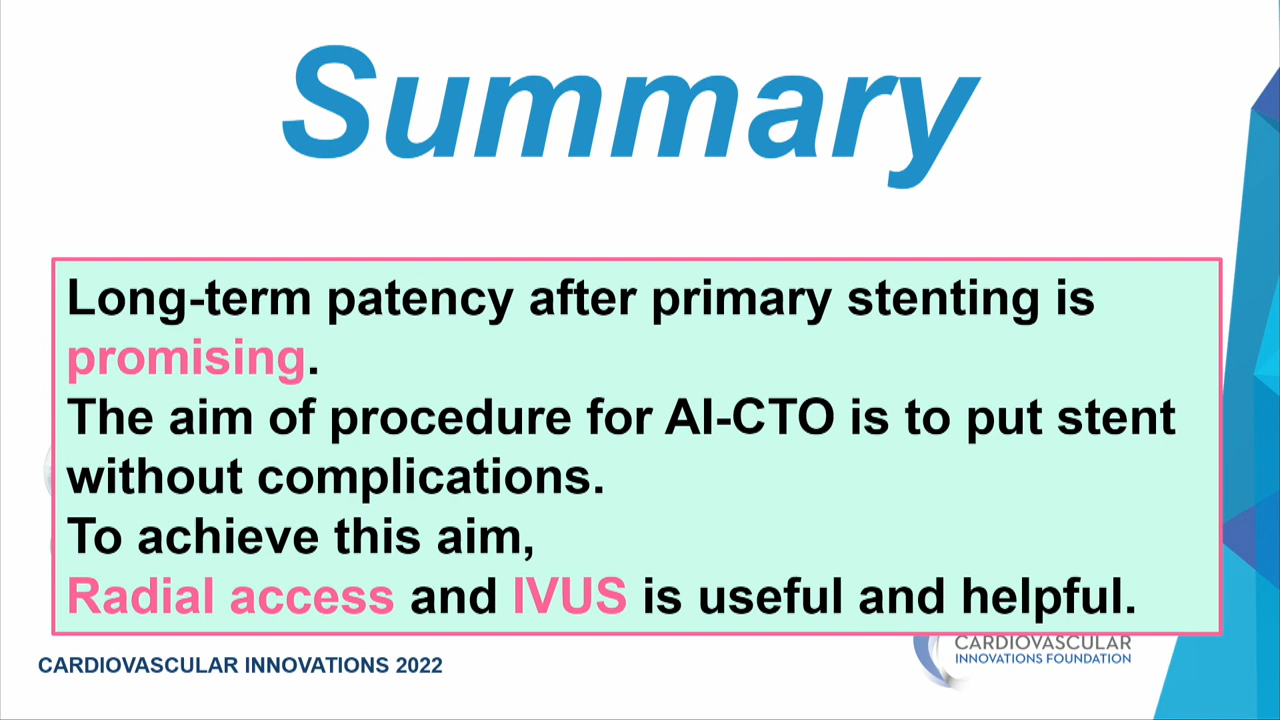 Summary
Long-term patency after primary stenting is
promising.
The aim of procedure for AI-CTO is to put stent
without complications.
To achieve this aim,
Radial access and IVUS is useful and helpful.
CARDIOVASCULAR
INNOVATIONS FOUNDATION
CARDIOVASCULAR INNOVATIONS 2022